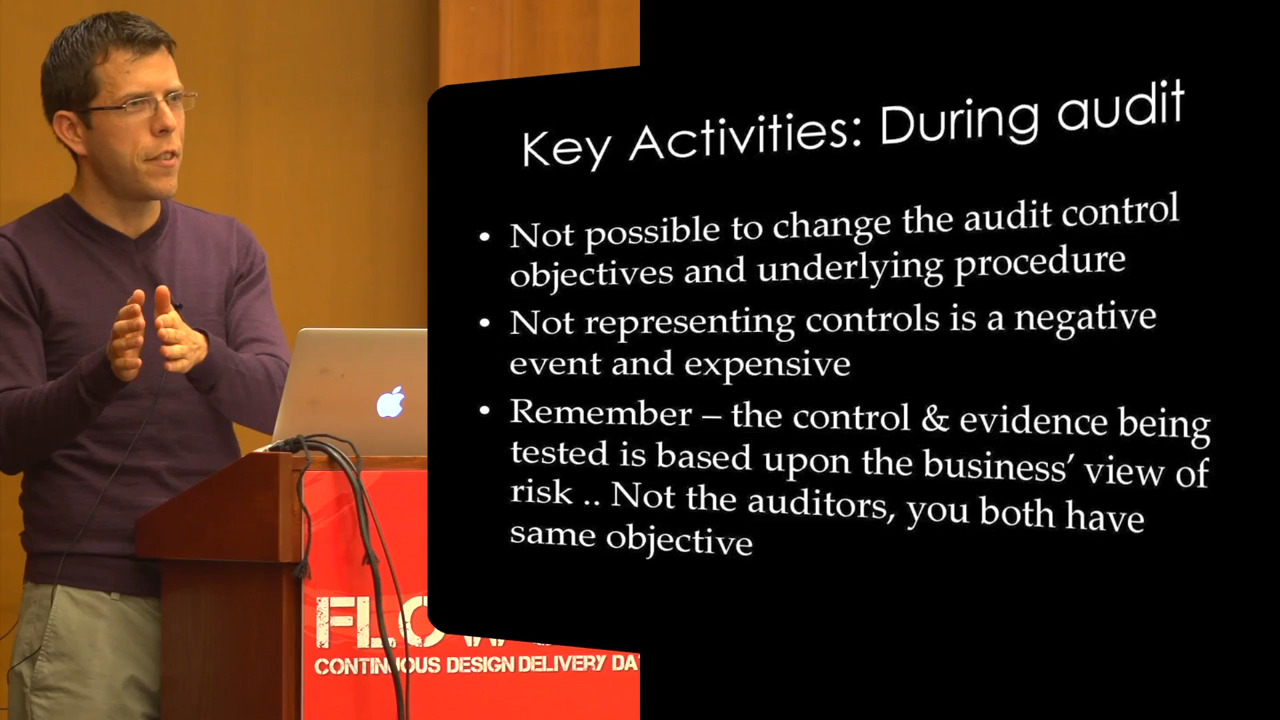 Key Activities: During audit
• Not possible to change the audit control
objectives and underlying procedure
• Not representing controls is a negative
event and expensive
• Remember – the control & evidence being
tested is based upon the business’ view of
risk .. Not the auditors, you both have
same objective
CONTINUOUS DESIGN DELIVERY